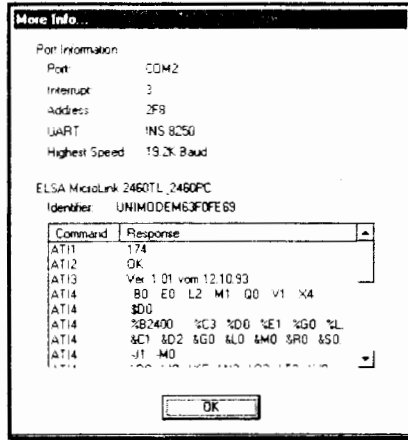 More Info...
Port Information
Port: COM2
Interrupt: 3
Address: 2F8
UART: INS 8250
Highest Speed 19.2K Baud
ELSA MicroLink 2460TL, 2460PC
Identifier: UNIMODEM63F0FE69
Command Response
ATI1 174
ATI2 OK
ATI3 Ver 1.01 vom 12.10.93
ATI4 B0 E0 L2 M1 Q0 V1 X4
ATI4 $D0
ATI4 %B2400 %C3 %D0 %E1 %G0 %L
ATI4 &C1 &D2 &G0 &L0 &M0 &R0 &S0
ATI4 -J1 -M0
ATI4
OK